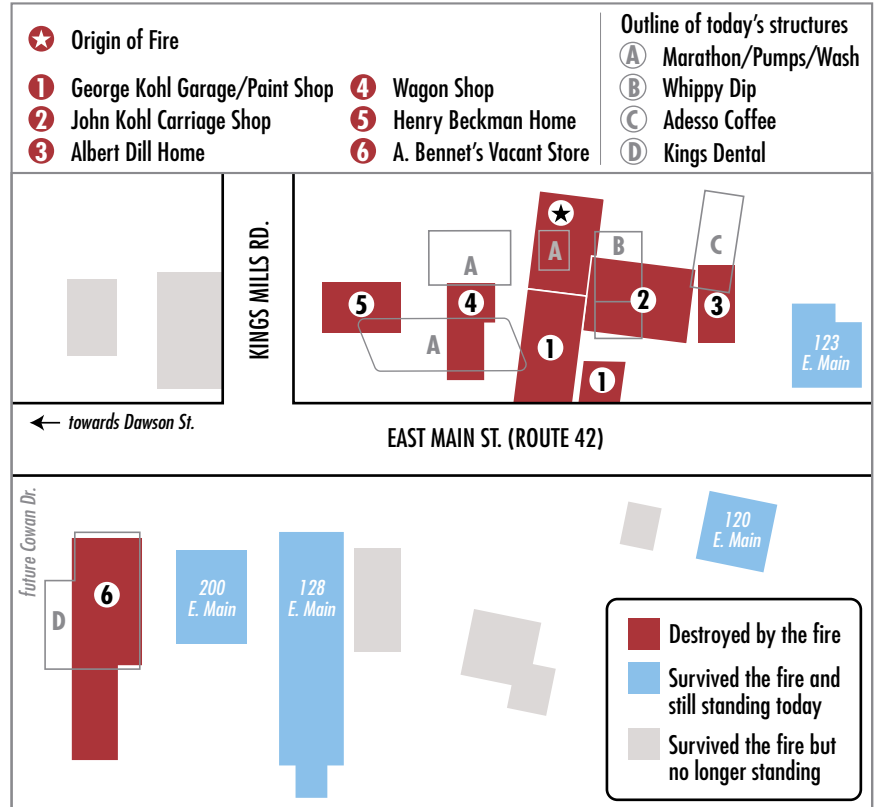 ★ Origin of Fire
1 George Kohl Garage/Paint Shop
2 John Kohl Carriage Shop
3 Albert Dill Home
4 Wagon Shop
5 Henry Beckman Home
6 A. Bennet's Vacant Store
Outline of today's structures
A Marathon/Pumps/Wash
B Whippy Dip
C Adesso Coffee
D Kings Dental
KINGS MILLS RD.
★
A
A
B
C
5
4
2
3
A
1
1
123
E. Main
← towards Dawson St.
EAST MAIN ST. (ROUTE 42)
future Cowan Dr.
6
D
200
E. Main
128
E. Main
120
E. Main
Destroyed by the fire
Survived the fire and
still standing today
Survived the fire but
no longer standing